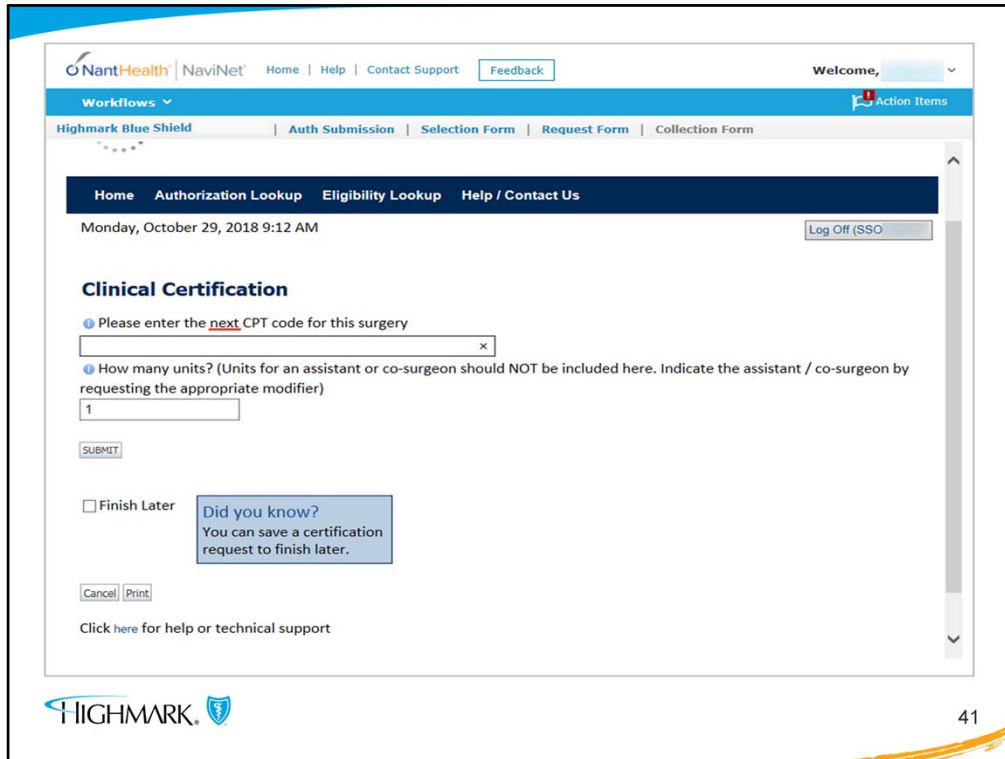 NantHealth® | NaviNet® Home | Help | Contact Support Feedback Welcome,
Workflows Action Items
Highmark Blue Shield | Auth Submission | Selection Form | Request Form | Collection Form
Home Authorization Lookup Eligibility Lookup Help / Contact Us
Monday, October 29, 2018 9:12 AM Log Off (SSO
Clinical Certification
Please enter the next CPT code for this surgery
×
How many units? (Units for an assistant or co-surgeon should NOT be included here. Indicate the assistant / co-surgeon by
requesting the appropriate modifier)
1
SUBMIT
Finish Later
Did you know?
You can save a certification
request to finish later.
Cancel Print
Click here for help or technical support
HIGHMARK.
41